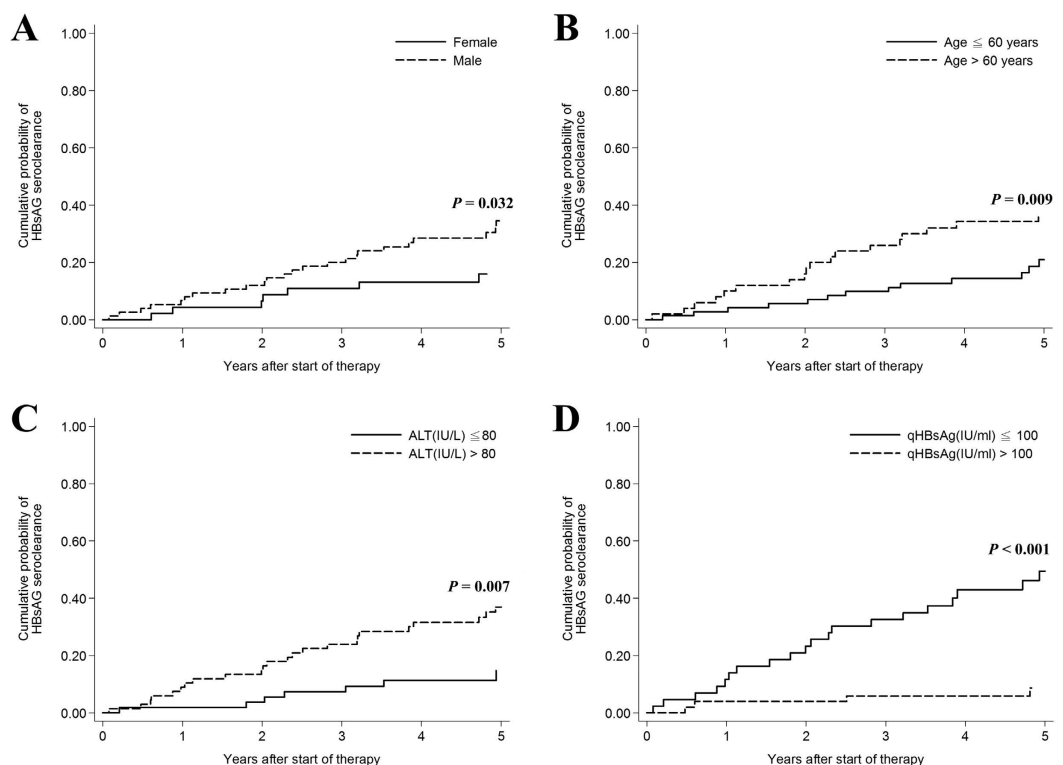 A
Cumulative probability of
HBsAG seroclearance
1.00
0.80
0.60
0.40
0.20
0.00
Female
Male
P = 0.032
0 1 2 3 4 5
Years after start of therapy
B
Cumulative probability of
HBsAG seroclearance
1.00
0.80
0.60
0.40
0.20
0.00
Age ≦ 60 years
Age > 60 years
P = 0.009
0 1 2 3 4 5
Years after start of therapy
C
Cumulative probability of
HBsAG seroclearance
1.00
0.80
0.60
0.40
0.20
0.00
ALT(IU/L) ≦80
ALT(IU/L) > 80
P = 0.007
0 1 2 3 4 5
Years after start of therapy
D
Cumulative probability of
HBsAG seroclearance
1.00
0.80
0.60
0.40
0.20
0.00
qHBsAg(IU/ml) ≦ 100
qHBsAg(IU/ml) > 100
P < 0.001
0 1 2 3 4 5
Years after start of therapy